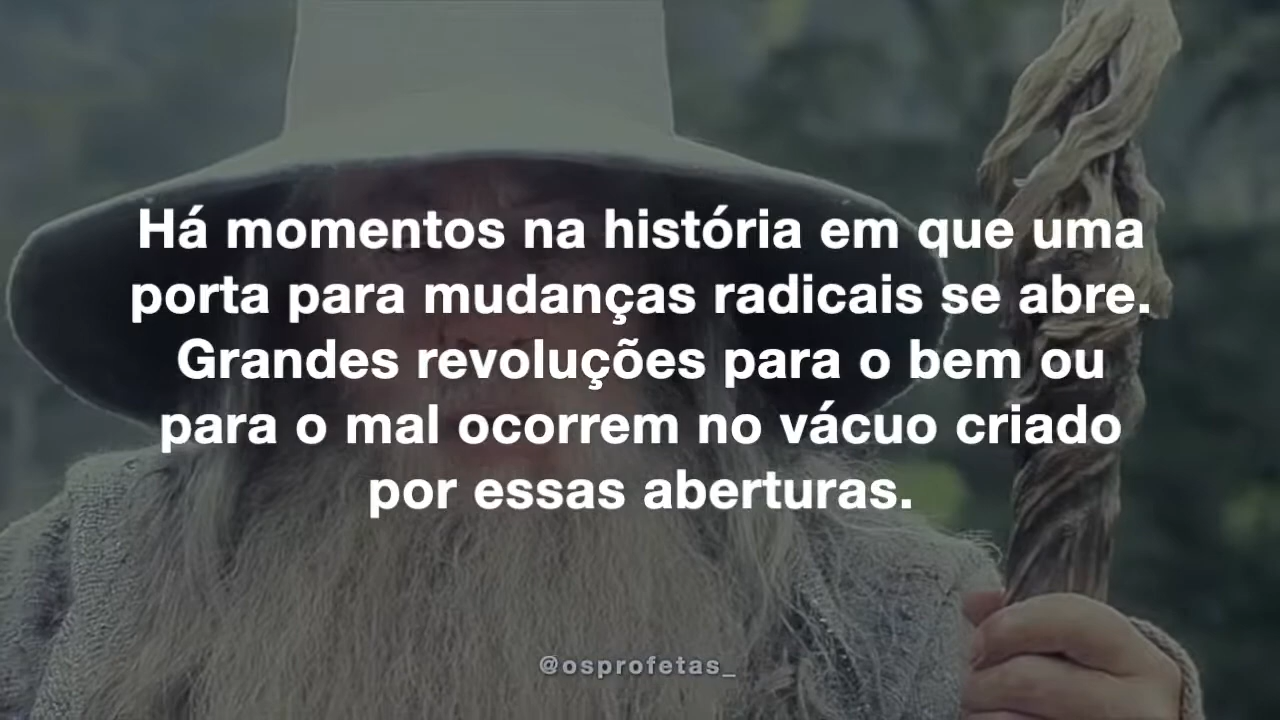 Há momentos na história em que uma
porta para mudanças radicais se abre.
Grandes revoluções para o bem ou
para o mal ocorrem no vácuo criado
por essas aberturas.
@osprofetas_